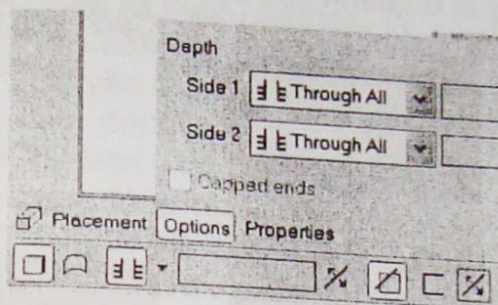 Depth
Side 1 Through All
Side 2 Through All
Capped ends
Placement Options Properties